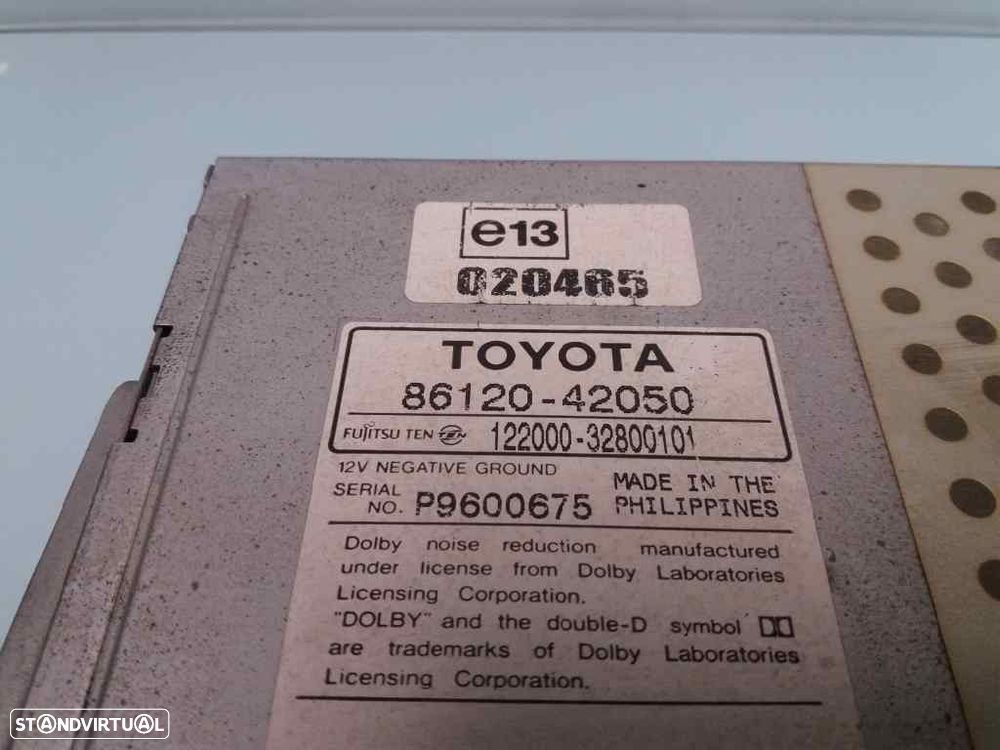 e13
020465
TOYOTA
86120-42050
FUJITSU TEN TEN 122000-32800101
12V NEGATIVE GROUND
SERIAL NO. P9600675
MADE IN THE PHILIPPINES
Dolby noise reduction manufactured
under license from Dolby Laboratories
Licensing Corporation.
"DOLBY" and the double-D symbol
are trademarks of Dolby Laboratories
Licensing Corporation.
STANDVIRTUAL